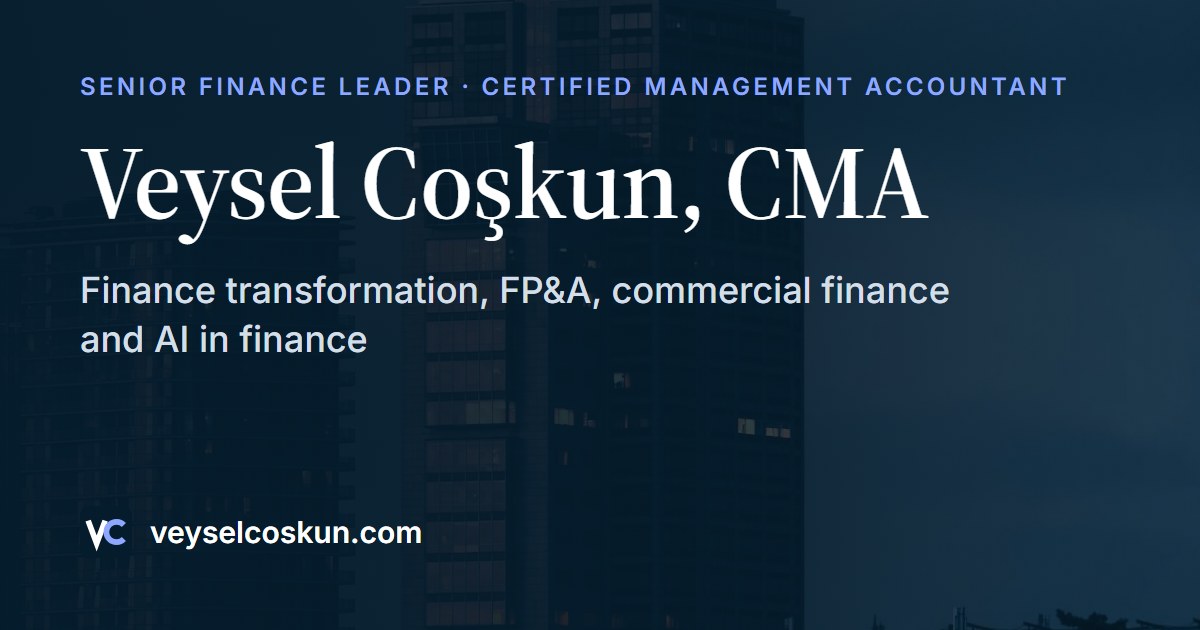 SENIOR FINANCE LEADER · CERTIFIED MANAGEMENT ACCOUNTANT
Veysel Coşkun, CMA
Finance transformation, FP&A, commercial finance
and AI in finance
VC veyselcoskun.com